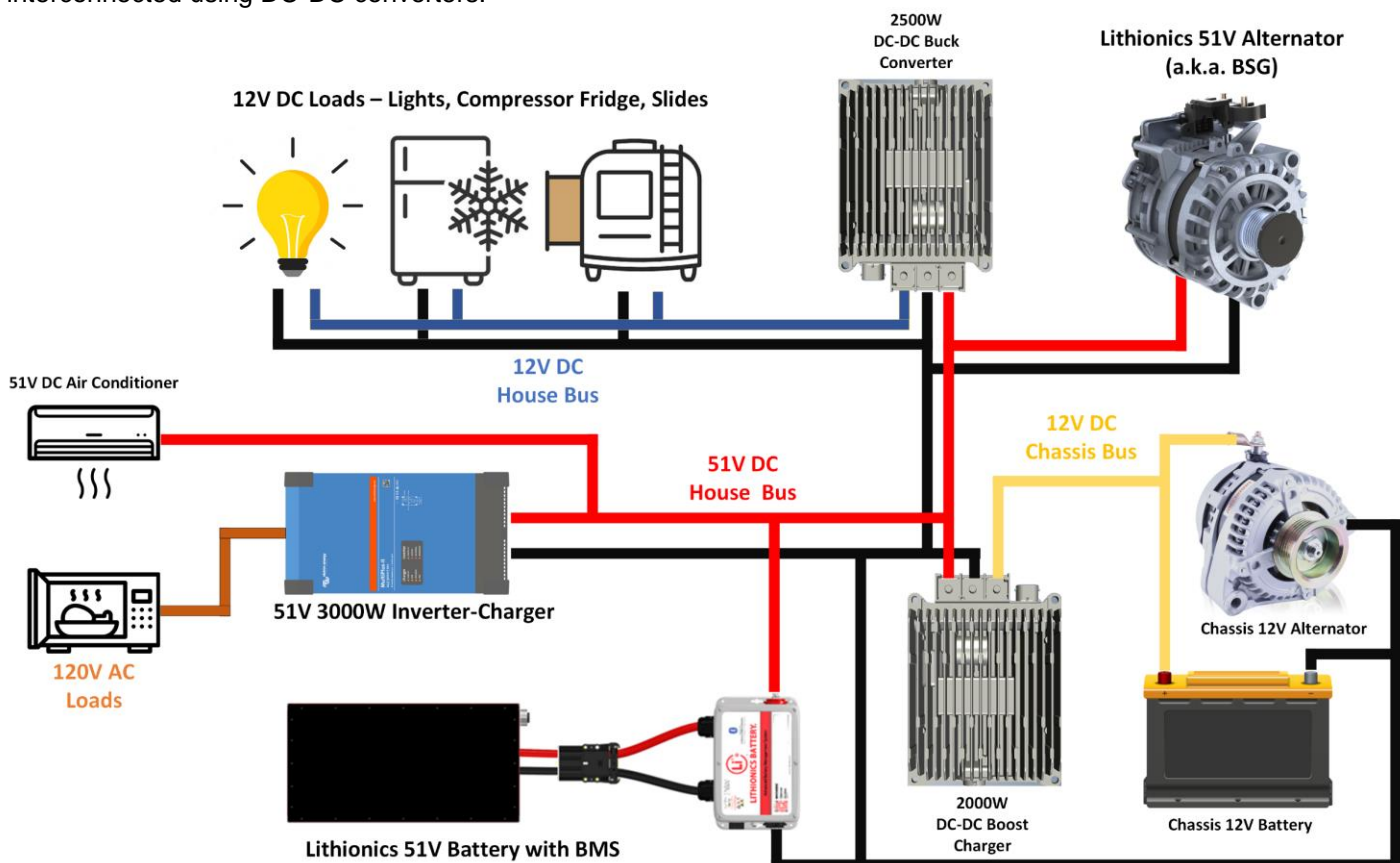 interconnected using DC-DC converters.
2500W
DC-DC Buck
Converter
Lithionics 51V Alternator
(a.k.a. BSG)
12V DC Loads – Lights, Compressor Fridge, Slides
12V DC
House Bus
51V DC Air Conditioner
12V DC
Chassis Bus
51V DC
House Bus
51V 3000W Inverter-Charger
Chassis 12V Alternator
120V AC
Loads
LITHIONICS BATTERY.
2000W
DC-DC Boost
Charger
Chassis 12V Battery
Lithionics 51V Battery with BMS